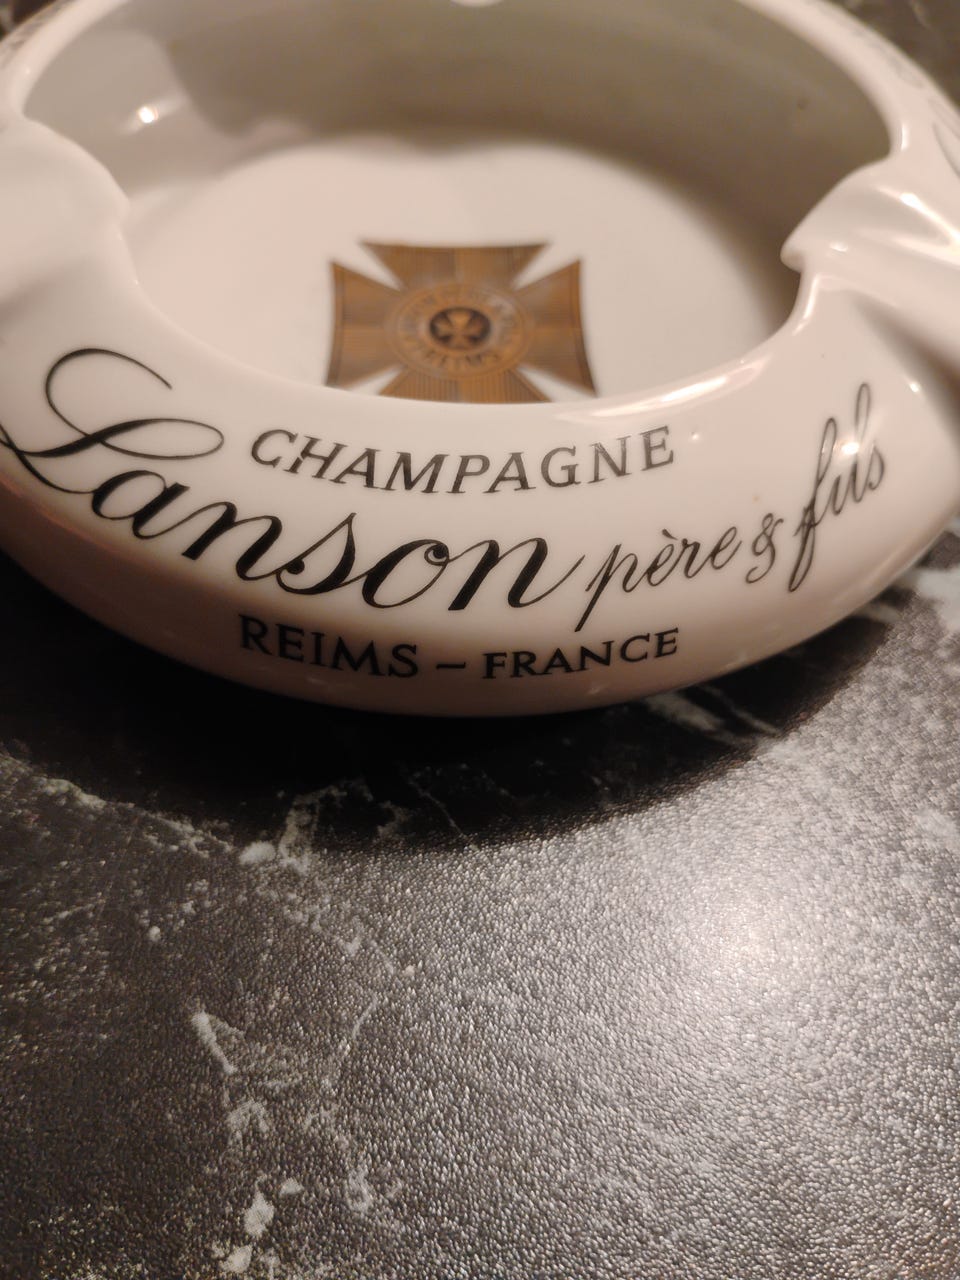 CHAMPAGNE
Lanson père & fils
REIMS – FRANCE